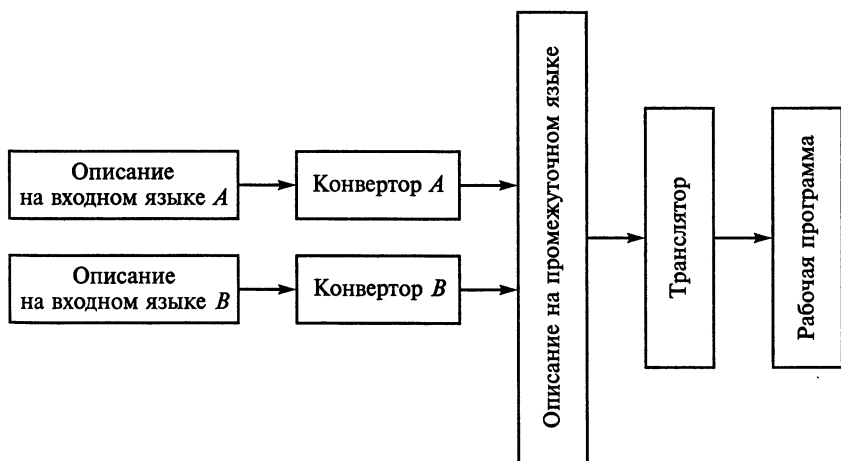 Описание
на входном языке A
Конвертор A
Описание
на входном языке B
Конвертор B
Описание на промежуточном языке
Транслятор
Рабочая программа